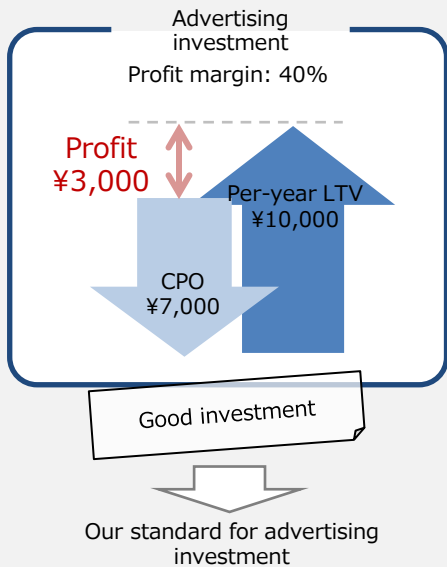 Advertising
investment
Profit margin: 40%
Profit
¥3,000
Per-year LTV
¥10,000
CPO
¥7,000
Good investment
Our standard for advertising
investment